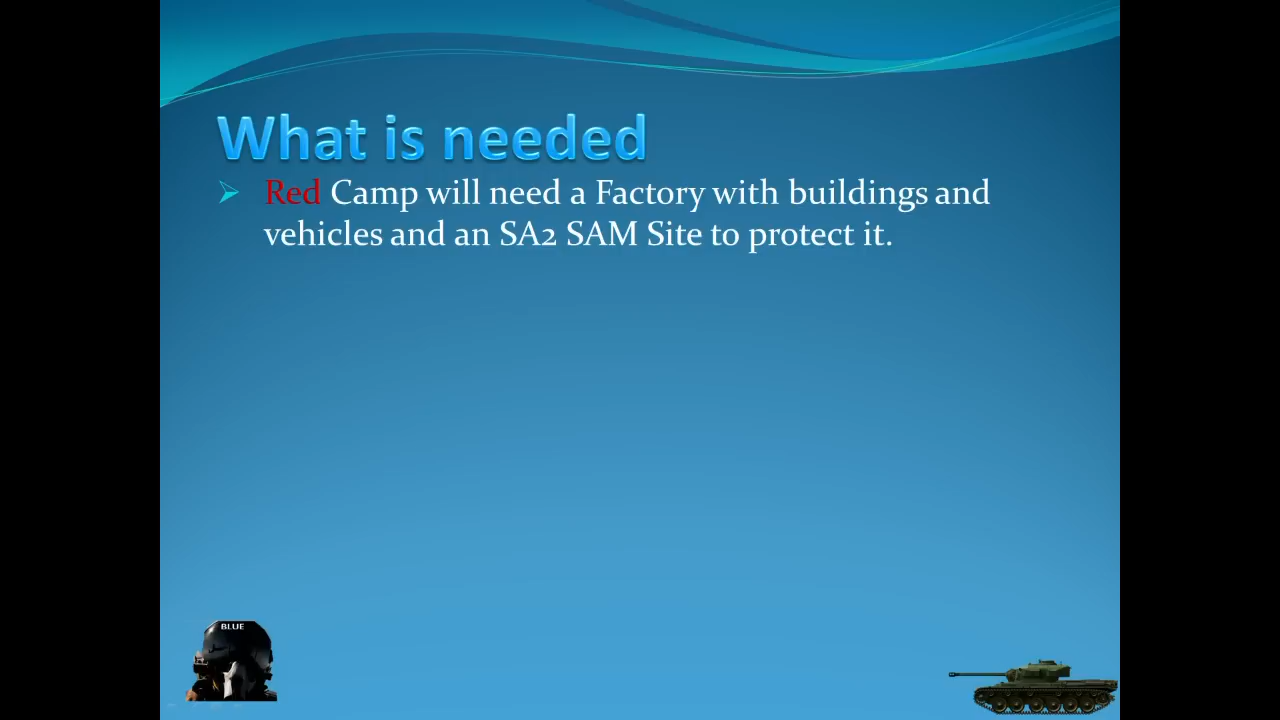 What is needed
Red Camp will need a Factory with buildings and
vehicles and an SA2 SAM Site to protect it.
BLUE